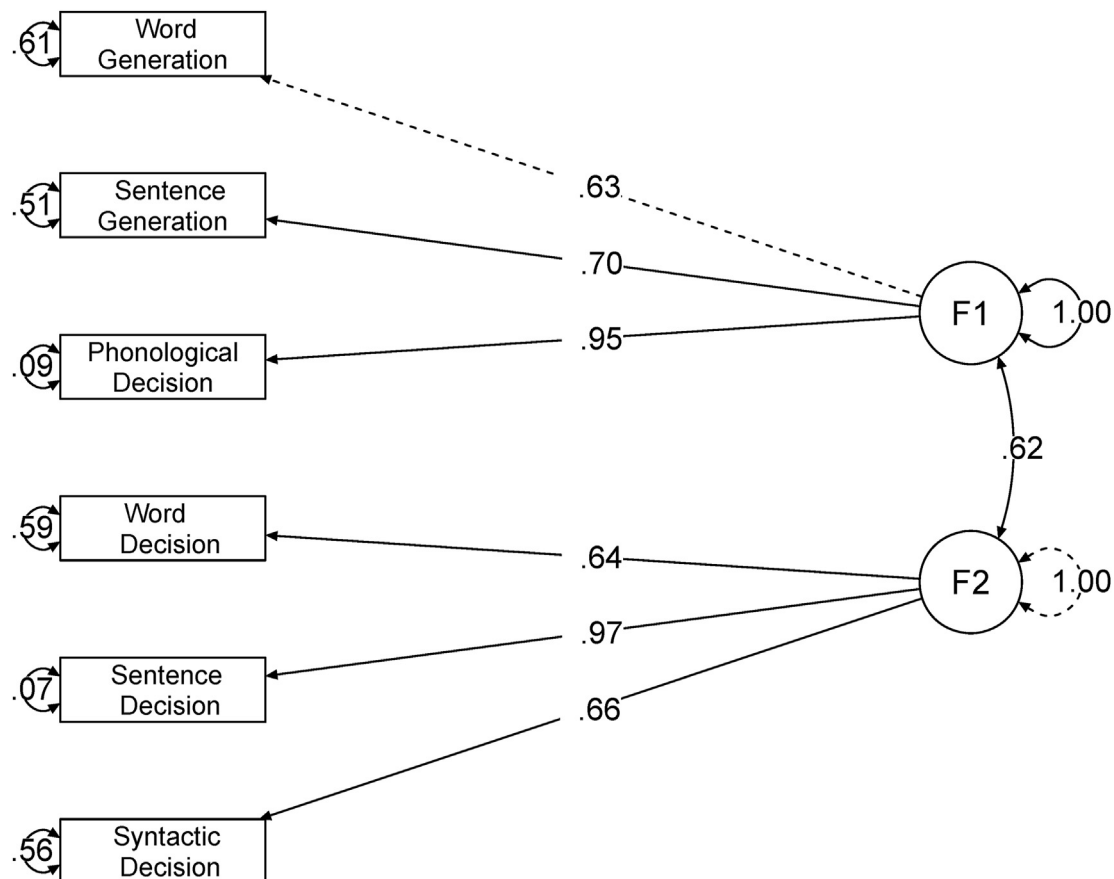 .61
Word
Generation
.63
.51
Sentence
Generation
.70
F1
1.00
.09
Phonological
Decision
.95
.62
.59
Word
Decision
.64
F2
1.00
.97
.07
Sentence
Decision
.66
.56
Syntactic
Decision